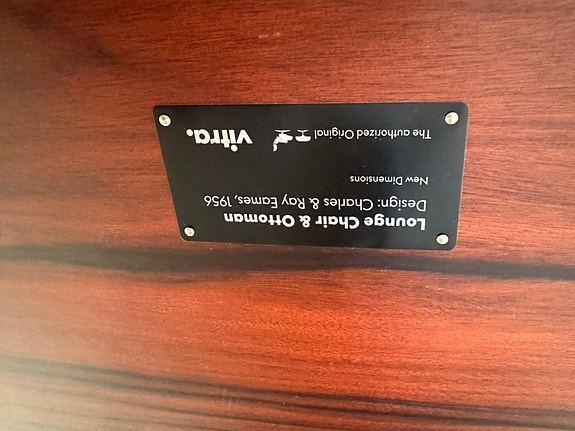 Lounge Chair & Ottoman
Design: Charles & Ray Eames, 1956
New Dimensions
The authorized Original vitra.